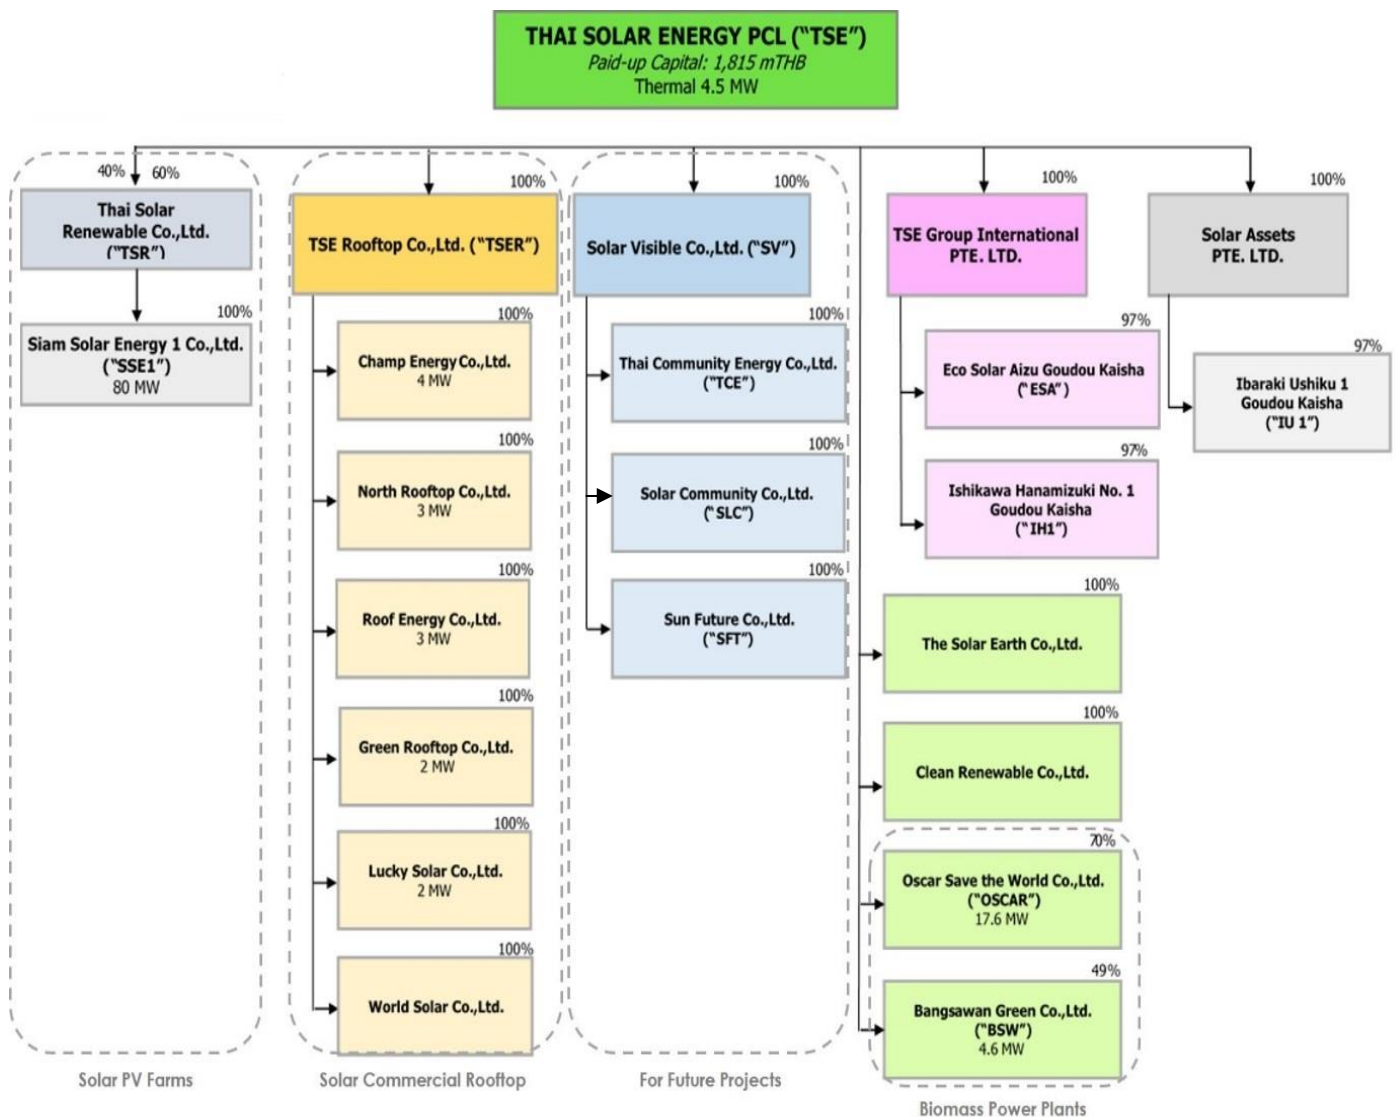 THAI SOLAR ENERGY PCL ("TSE")
Paid-up Capital: 1,815 mTHB
Thermal 4.5 MW
40% 60%
Thai Solar
Renewable Co.,Ltd.
("TSR")
100%
Siam Solar Energy 1 Co.,Ltd.
("SSE1")
80 MW
Solar PV Farms
100%
TSE Rooftop Co.,Ltd. ("TSER")
100%
Champ Energy Co.,Ltd.
4 MW
100%
North Rooftop Co.,Ltd.
3 MW
100%
Roof Energy Co.,Ltd.
3 MW
100%
Green Rooftop Co.,Ltd.
2 MW
100%
Lucky Solar Co.,Ltd.
2 MW
100%
World Solar Co.,Ltd.
Solar Commercial Rooftop
100%
Solar Visible Co.,Ltd. ("SV")
100%
Thai Community Energy Co.,Ltd.
("TCE")
100%
Solar Community Co.,Ltd.
("SLC")
100%
Sun Future Co.,Ltd.
("SFT")
For Future Projects
100%
TSE Group International
PTE. LTD.
97%
Eco Solar Aizu Goudou Kaisha
("ESA")
97%
Ishikawa Hanamizuki No. 1
Goudou Kaisha
("IH1")
100%
Solar Assets
PTE. LTD.
97%
Ibaraki Ushiku 1
Goudou Kaisha
("IU 1")
100%
The Solar Earth Co.,Ltd.
100%
Clean Renewable Co.,Ltd.
70%
Oscar Save the World Co.,Ltd.
("OSCAR")
17.6 MW
49%
Bangsawan Green Co.,Ltd.
("BSW")
4.6 MW
Biomass Power Plants